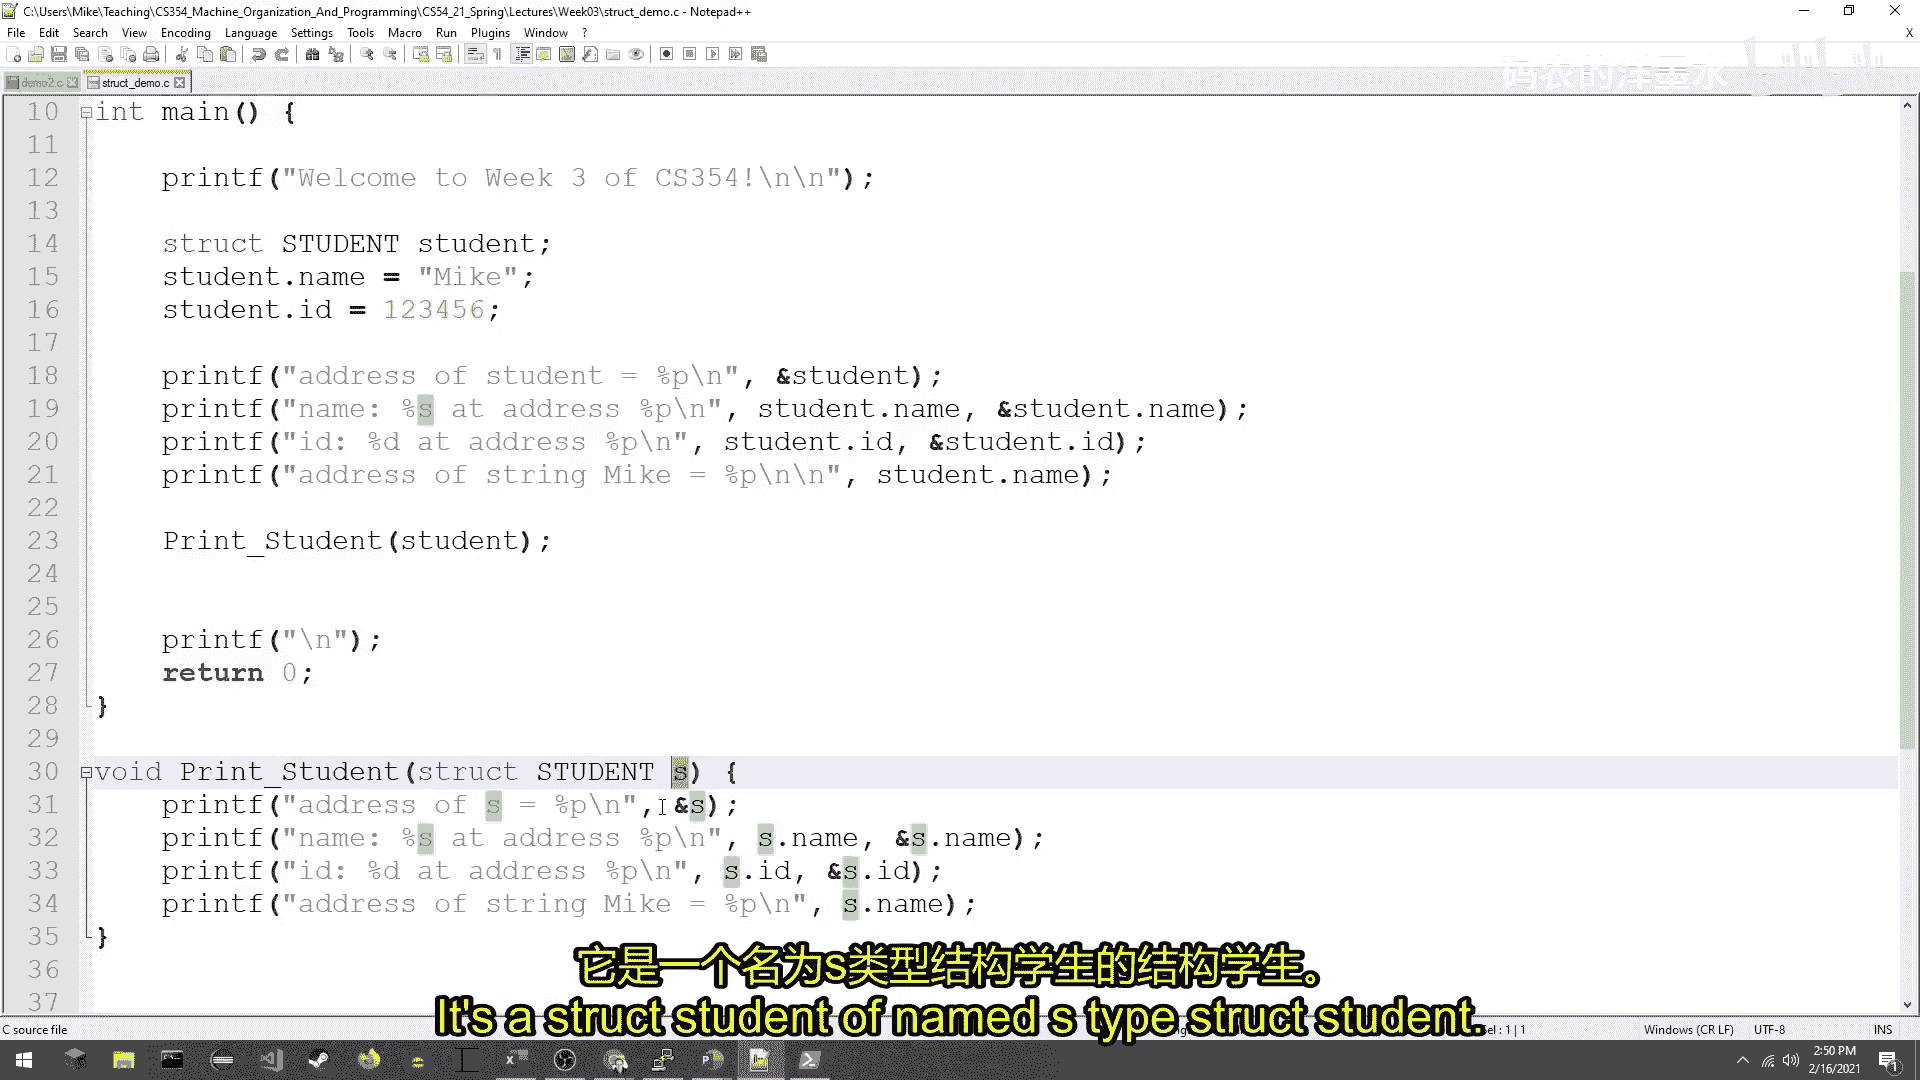 C:\Users\Mike\Teaching\CS354_Machine_Organization_And_Programming\CS54_21_Spring\Lectures\Week03\struct_demo.c - Notepad++
File Edit Search View Encoding Language Settings Tools Macro Run Plugins Window ? X
码农的洋墨水
demo2.c struct_demo.c
10 int main() {
11
12 printf("Welcome to Week 3 of CS354!\n\n");
13
14 struct STUDENT student;
15 student.name = "Mike";
16 student.id = 123456;
17
18 printf("address of student = %p\n", &student);
19 printf("name: %s at address %p\n", student.name, &student.name);
20 printf("id: %d at address %p\n", student.id, &student.id);
21 printf("address of string Mike = %p\n\n", student.name);
22
23 Print_Student(student);
24
25
26 printf("\n");
27 return 0;
28 }
29
30 void Print_Student(struct STUDENT s) {
31 printf("address of s = %p\n", &s);
32 printf("name: %s at address %p\n", s.name, &s.name);
33 printf("id: %d at address %p\n", s.id, &s.id);
34 printf("address of string Mike = %p\n", s.name);
35 }
36
37
它是一个名为s类型结构学生的结构学生。
It's a struct student of named s type struct student.
C source file 1 | 1 Windows (CR LF) UTF-8 INS
2:50 PM
2/16/2021